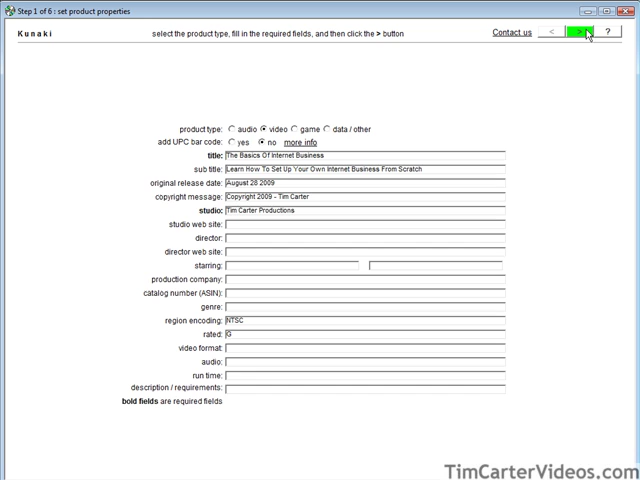 Step 1 of 6 : set product properties
Kunaki
select the product type, fill in the required fields, and then click the > button
Contact us
<
>
?
product type: audio video game data / other
add UPC bar code: yes no more info
title: The Basics Of Internet Business
sub title: Learn How To Set Up Your Own Internet Business From Scratch
original release date: August 28 2009
copyright message: Copyright 2009 - Tim Carter
studio: Tim Carter Productions
studio web site:
director:
director web site:
starring:
production company:
catalog number (ASIN):
genre:
region encoding: NTSC
rated: G
video format:
audio:
run time:
description / requirements:
bold fields are required fields
TimCarterVideos.com